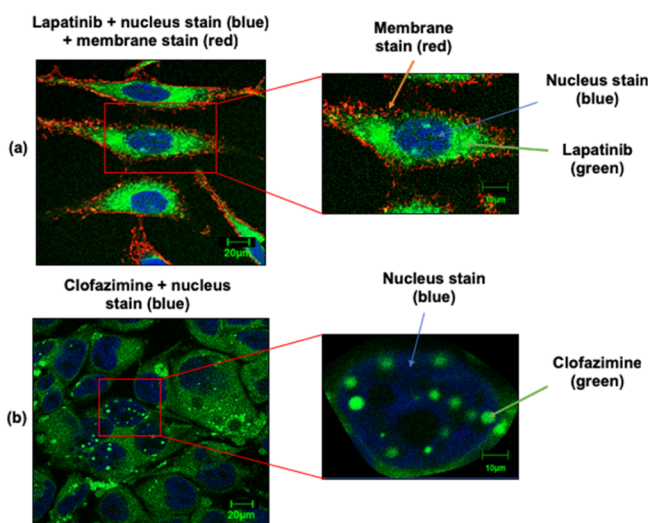 Lapatinib + nucleus stain (blue)
+ membrane stain (red)
Membrane
stain (red)
Nucleus stain
(blue)
Lapatinib
(green)
(a)
20µm
10µm
Clofazimine + nucleus
stain (blue)
Nucleus stain
(blue)
Clofazimine
(green)
(b)
20µm
10µm